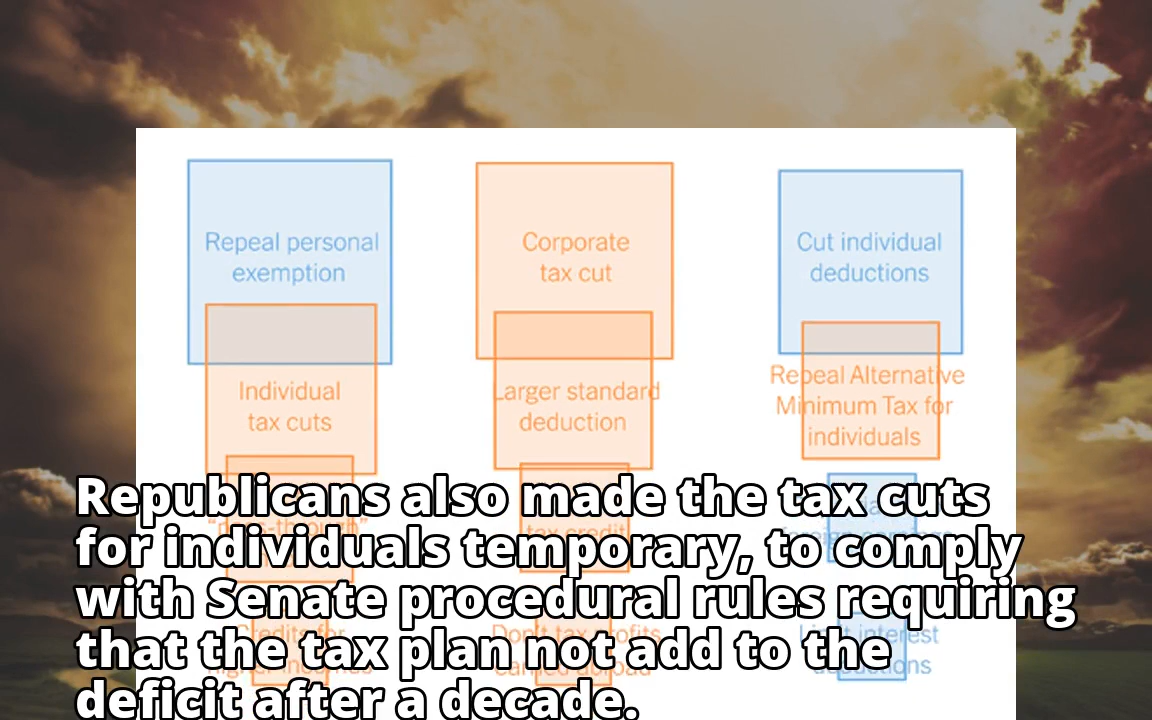 Repeal personal
exemption
Corporate
tax cut
Cut individual
deductions
Individual
tax cuts
Larger standard
deduction
Repeal Alternative
Minimum Tax for
individuals
Republicans also made the tax cuts
for individuals temporary, to comply
with Senate procedural rules requiring
that the tax plan not add to the
deficit after a decade.